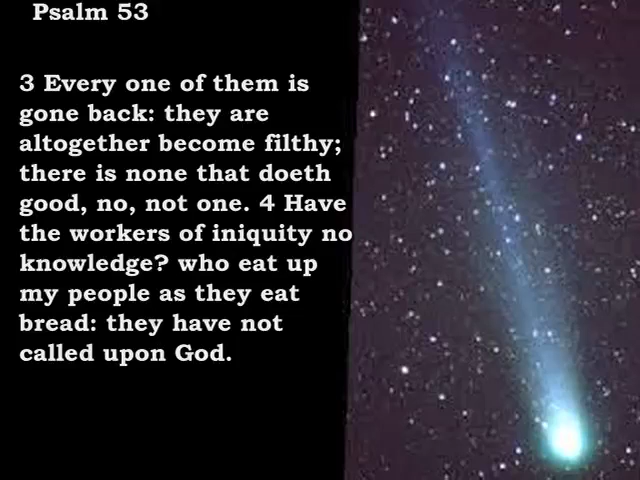 Psalm 53
3 Every one of them is
gone back: they are
altogether become filthy;
there is none that doeth
good, no, not one. 4 Have
the workers of iniquity no
knowledge? who eat up
my people as they eat
bread: they have not
called upon God.